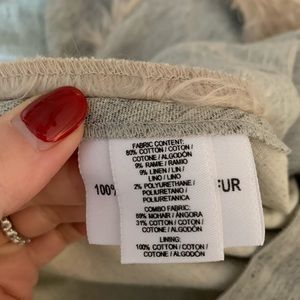 FABRIC CONTENT:
80% COTTON / COTON /
COTONE / ALGODÓN
9% RAMIE / RAMIO
9% LINEN / LIN /
LINO / LINO
2% POLYURETHANE /
POLIURETANO /
POLIURETANICA
100%
FUR
COMBO FABRIC:
69% MOHAIR / ANGORA
31% COTTON / COTON /
COTONE / ALGODÓN
LINING:
100% COTTON / COTON /
COTONE / ALGODÓN